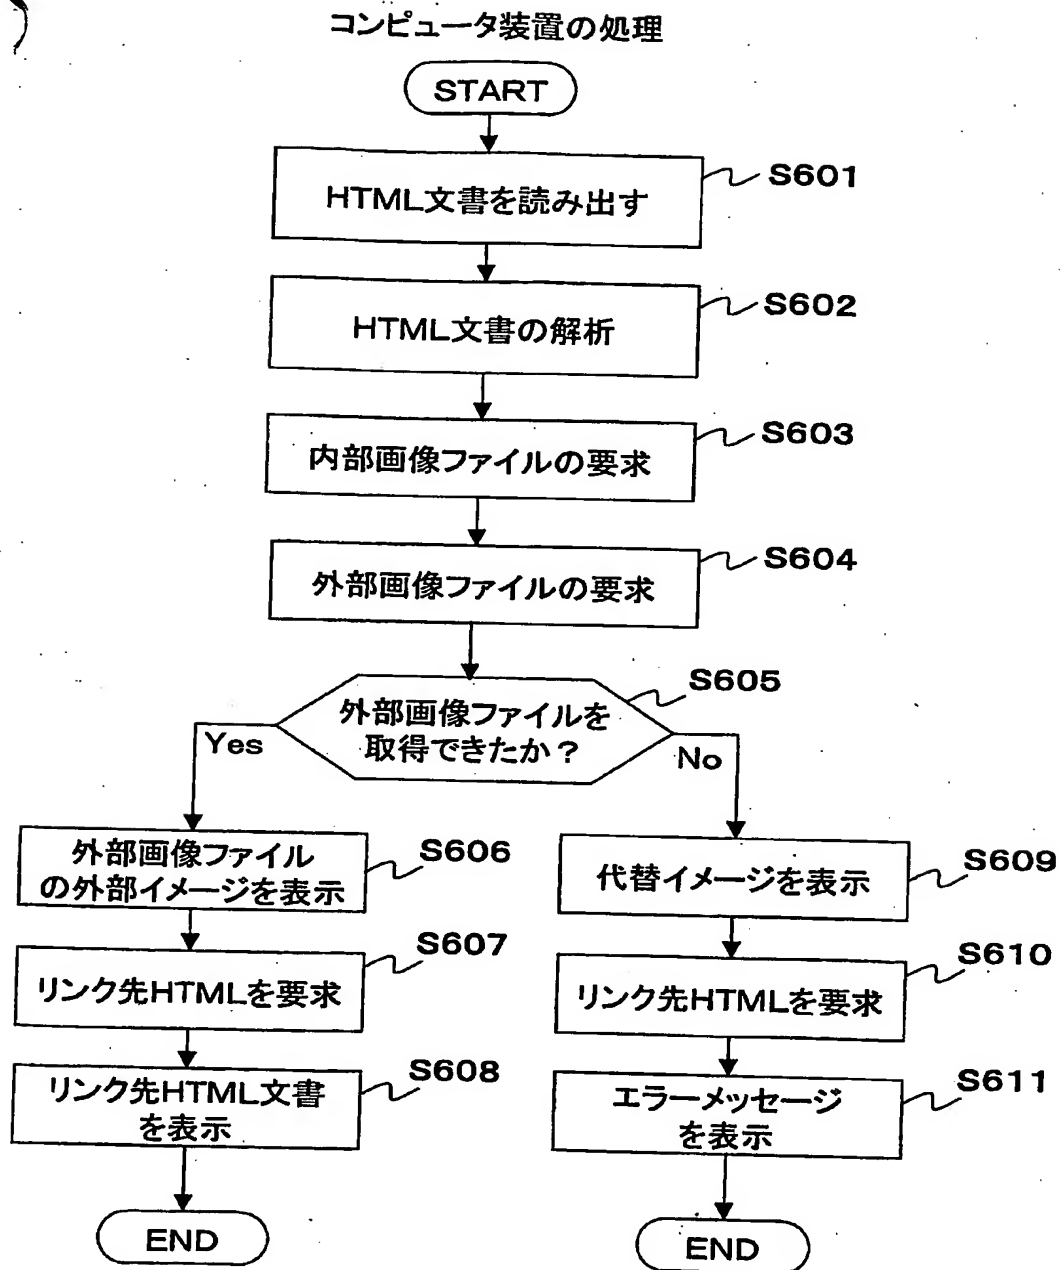 コンピュータ装置の処理
START
HTML文書を読み出す
S601
HTML文書の解析
S602
内部画像ファイルの要求
S603
外部画像ファイルの要求
S604
外部画像ファイルを
取得できたか?
S605
Yes
No
外部画像ファイル
の外部イメージを表示
S606
リンク先HTMLを要求
S607
リンク先HTML文書
を表示
S608
END
代替イメージを表示
S609
リンク先HTMLを要求
S610
エラーメッセージ
を表示
S611
END